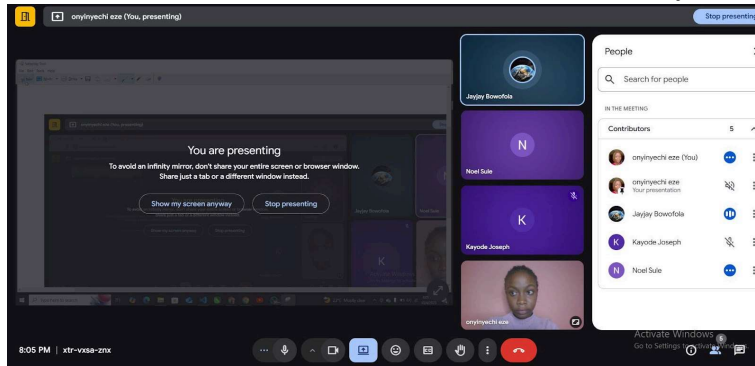 onyinyechi eze (You, presenting)
Stop presenting
You are presenting
To avoid an infinity mirror, don't share your entire screen or browser window.
Share just a tab or a different window instead.
Show my screen anyway
Stop presenting
Jayjay Bowofola
N
Noel Sule
K
Kayode Joseph
onyinyechi eze
People
Search for people
IN THE MEETING
Contributors 5
onyinyechi eze (You)
onyinyechi eze
Your presentation
Jayjay Bowofola
K Kayode Joseph
N Noel Sule
Activate Windows
Go to Settings to activate Windows.
8:05 PM | xtr-vxsa-znx
5